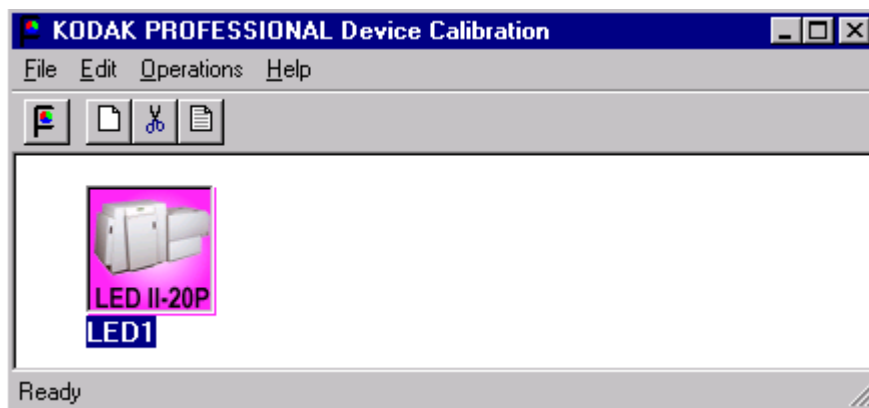 KODAK PROFESSIONAL Device Calibration
File Edit Operations Help
LED II-20P
LED1
Ready